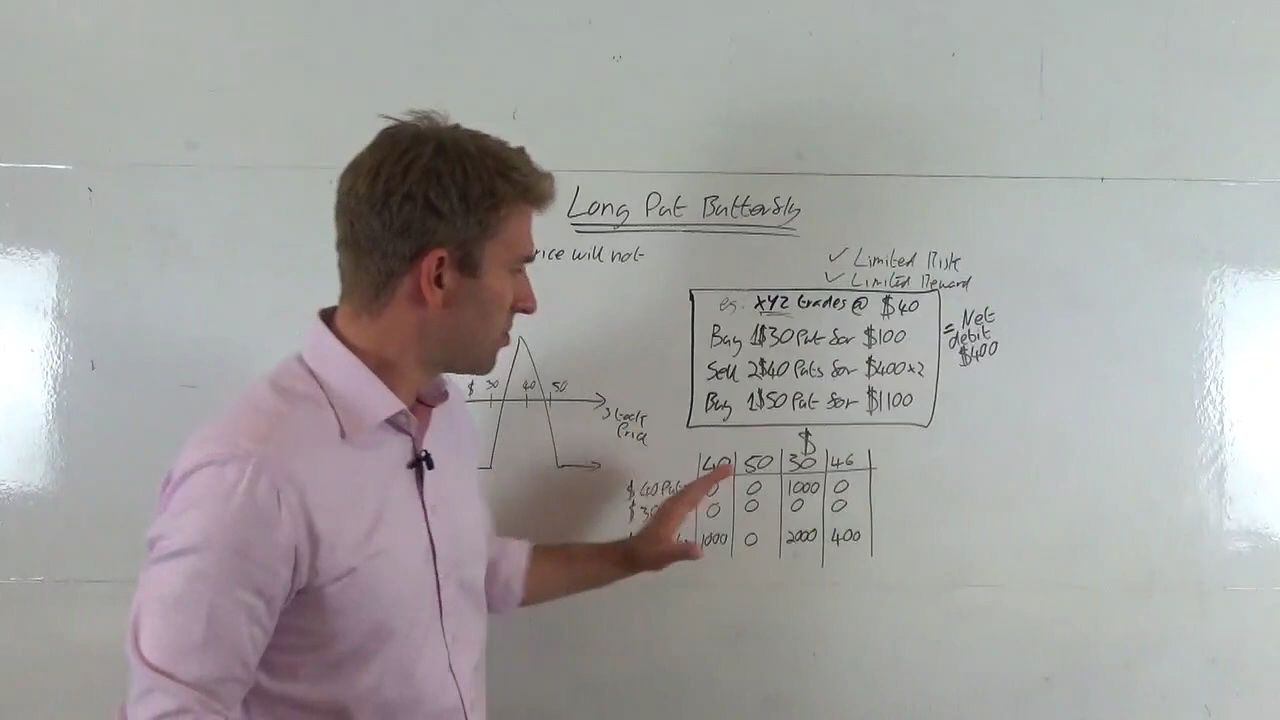 Long Put Butterfly
rice will not
✓ Limited Risk
✓ Limited Reward
eg. XYZ trades @ $40
Buy 1$30 Put for $100
Sell 2$40 Puts for $400x2
Buy 1$50 Put for $1100
= Net
debit
$400
$ 30 40 50
Stock
Price
$
40 50 30 46
$40 Put 0 0 1000 0
$30 0 0 0 0
1000 0 2000 400